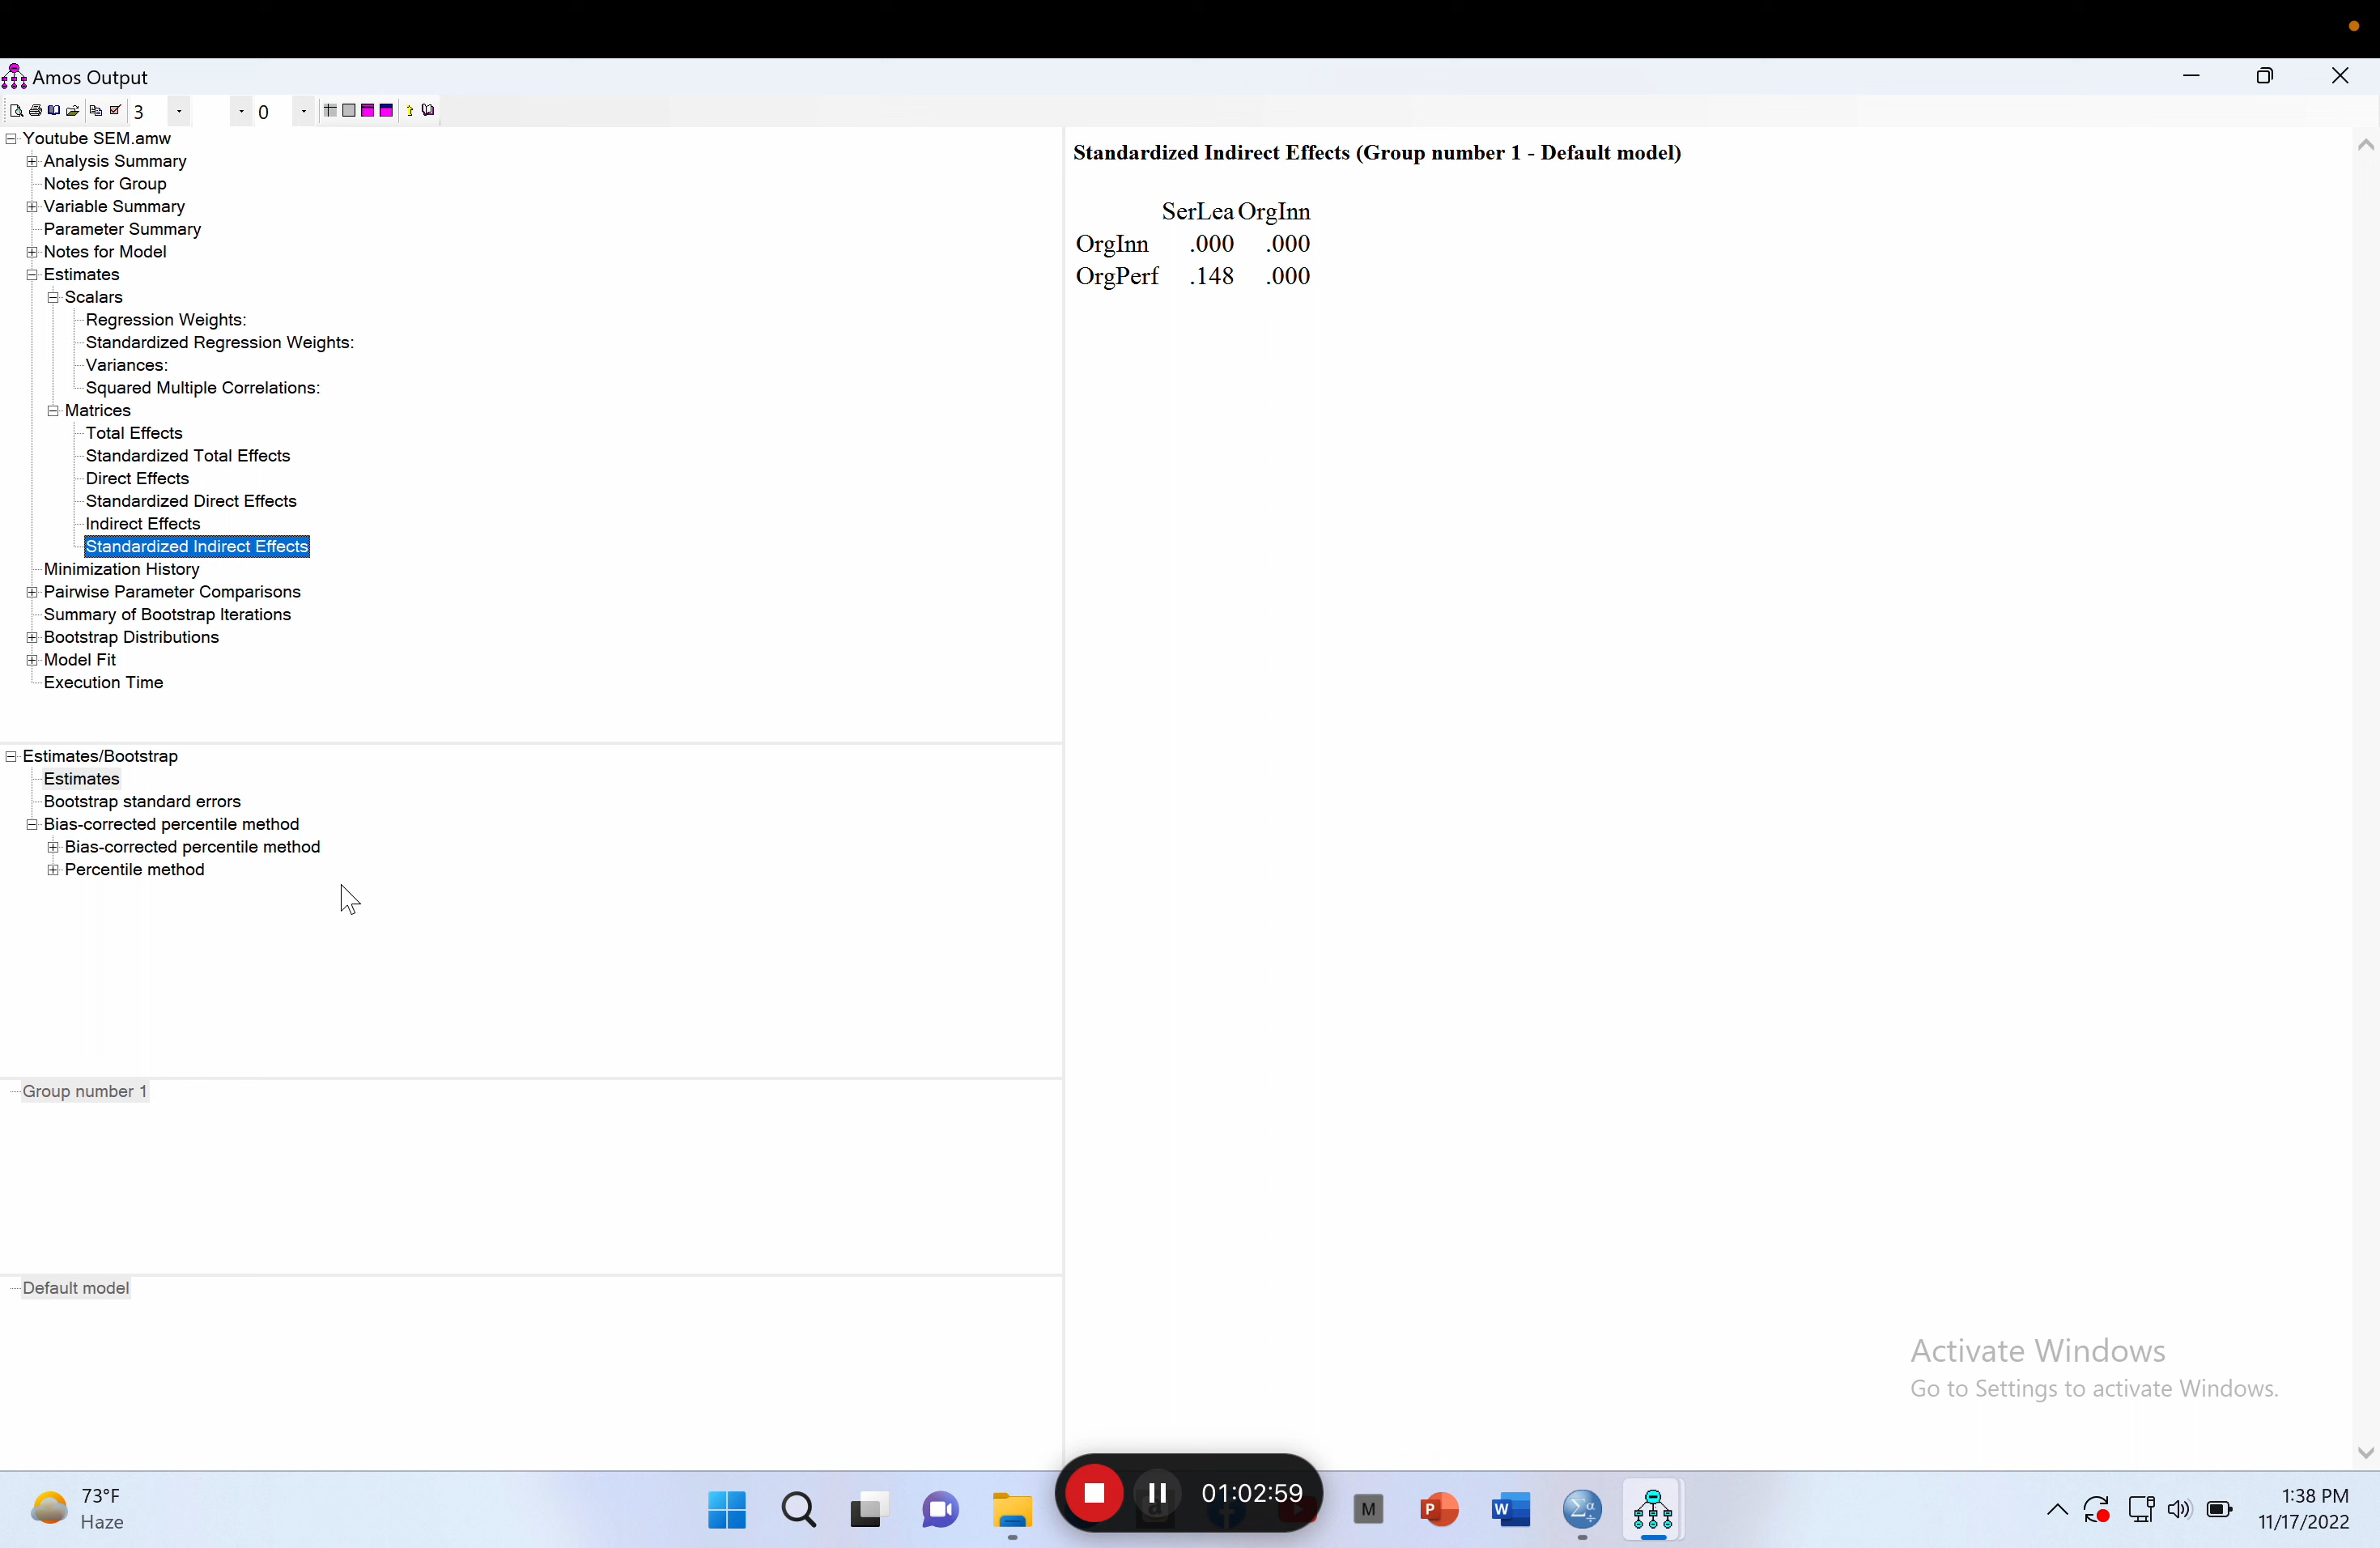 Amos Output
3 0
Youtube SEM.amw
Analysis Summary
Notes for Group
Variable Summary
Parameter Summary
Notes for Model
Estimates
Scalars
Regression Weights:
Standardized Regression Weights:
Variances:
Squared Multiple Correlations:
Matrices
Total Effects
Standardized Total Effects
Direct Effects
Standardized Direct Effects
Indirect Effects
Standardized Indirect Effects
Minimization History
Pairwise Parameter Comparisons
Summary of Bootstrap Iterations
Bootstrap Distributions
Model Fit
Execution Time
Estimates/Bootstrap
Estimates
Bootstrap standard errors
Bias-corrected percentile method
Bias-corrected percentile method
Percentile method
Group number 1
Default model
Standardized Indirect Effects (Group number 1 - Default model)
SerLea OrgInn
OrgInn .000 .000
OrgPerf .148 .000
Activate Windows
Go to Settings to activate Windows.
73°F
Haze
01:02:59
M
P
W
Σα
1:38 PM
11/17/2022